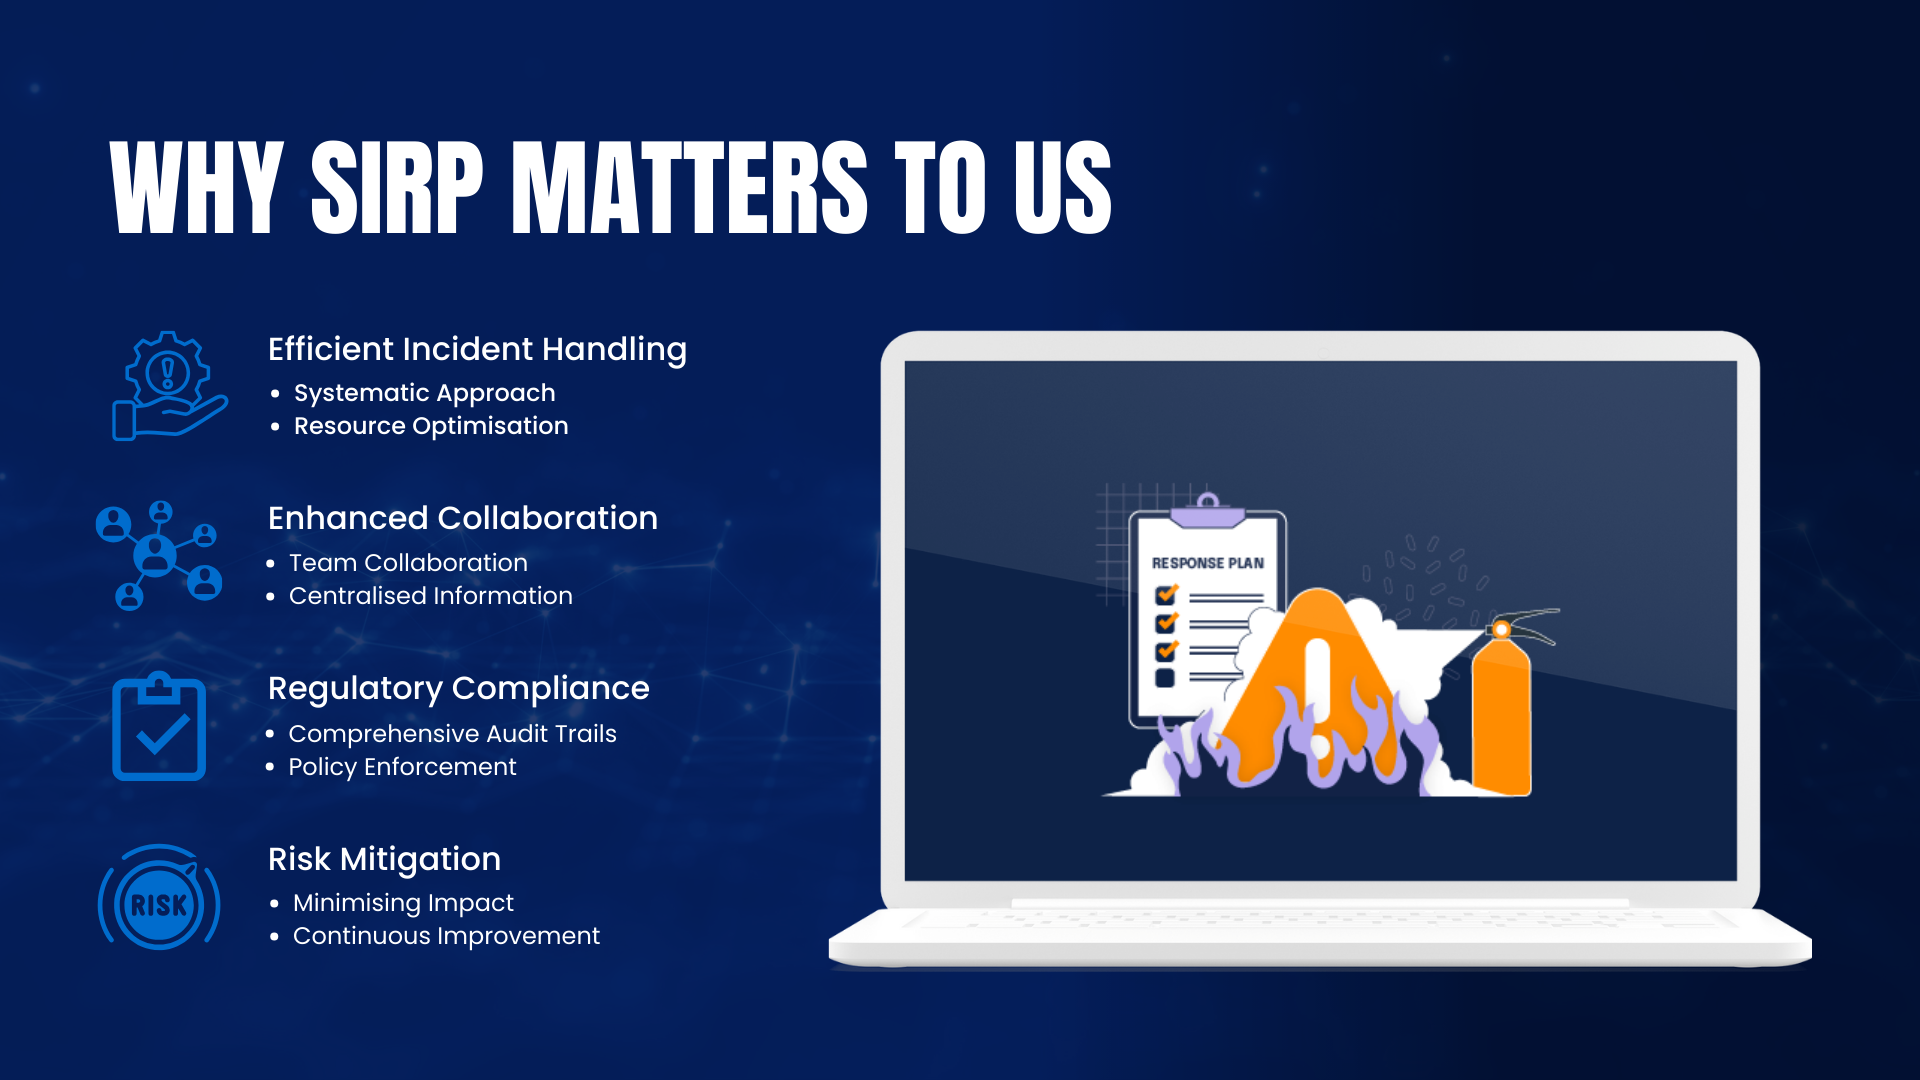 WHY SIRP MATTERS TO US
Efficient Incident Handling
• Systematic Approach
• Resource Optimisation
Enhanced Collaboration
• Team Collaboration
• Centralised Information
Regulatory Compliance
• Comprehensive Audit Trails
• Policy Enforcement
RISK
Risk Mitigation
• Minimising Impact
• Continuous Improvement
RESPONSE PLAN